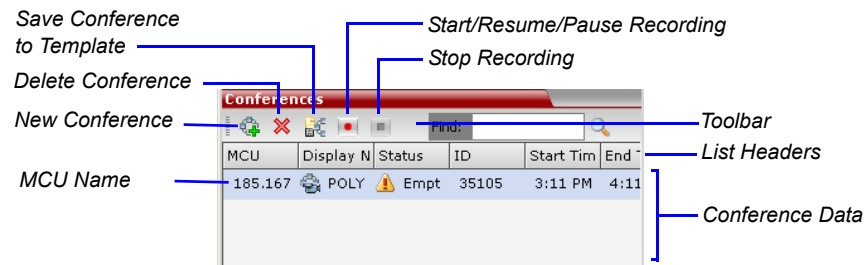 Save Conference
to Template
Start/Resume/Pause Recording
Stop Recording
Delete Conference
Conferences
New Conference
Find:
Toolbar
MCU Display N Status ID Start Tim End T
List Headers
MCU Name
185.167 POLY Empt 35105 3:11 PM 4:11
Conference Data